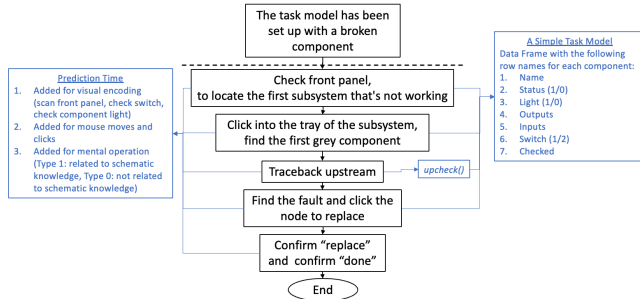 The task model has been
set up with a broken
component
A Simple Task Model
Data Frame with the following
row names for each component:
1. Name
2. Status (1/0)
3. Light (1/0)
4. Outputs
5. Inputs
6. Switch (1/2)
7. Checked
Prediction Time
1. Added for visual encoding
(scan front panel, check switch,
check component light)
2. Added for mouse moves and
clicks
3. Added for mental operation
(Type 1: related to schematic
knowledge, Type 0: not related
to schematic knowledge)
Check front panel,
to locate the first subsystem that's not working
Click into the tray of the subsystem,
find the first grey component
Traceback upstream
upcheck()
Find the fault and click the
node to replace
Confirm “replace”
and confirm “done”
End